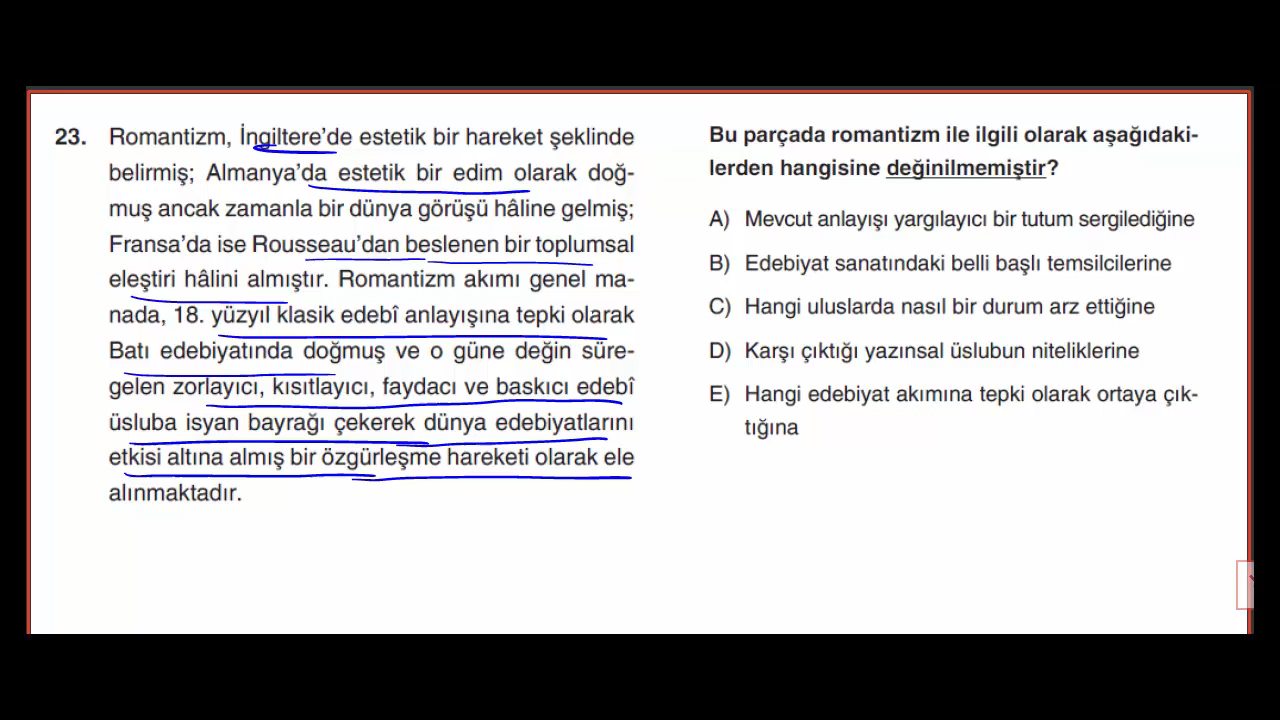 23. Romantizm, İngiltere’de estetik bir hareket şeklinde
belirmiş; Almanya’da estetik bir edim olarak doğ-
muş ancak zamanla bir dünya görüşü hâline gelmiş;
Fransa’da ise Rousseau’dan beslenen bir toplumsal
eleştiri hâlini almıştır. Romantizm akımı genel ma-
nada, 18. yüzyıl klasik edebî anlayışına tepki olarak
Batı edebiyatında doğmuş ve o güne değin süre-
gelen zorlayıcı, kısıtlayıcı, faydacı ve baskıcı edebî
üsluba isyan bayrağı çekerek dünya edebiyatlarını
etkisi altına almış bir özgürleşme hareketi olarak ele
alınmaktadır.
Bu parçada romantizm ile ilgili olarak aşağıdaki-
lerden hangisine değinilmemiştir?
A) Mevcut anlayışı yargılayıcı bir tutum sergilediğine
B) Edebiyat sanatındaki belli başlı temsilcilerine
C) Hangi uluslarda nasıl bir durum arz ettiğine
D) Karşı çıktığı yazınsal üslubun niteliklerine
E) Hangi edebiyat akımına tepki olarak ortaya çık-
tığına